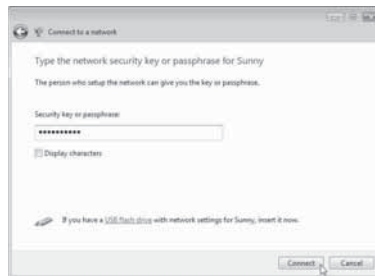 Connect to a network
Type the network security key or passphrase for Sunny
The person who setup the network can give you the key or passphrase.
Security key or passphrase:
••••••••••
Display characters
If you have a USB flash drive with network settings for Sunny, insert it now.
Connect Cancel